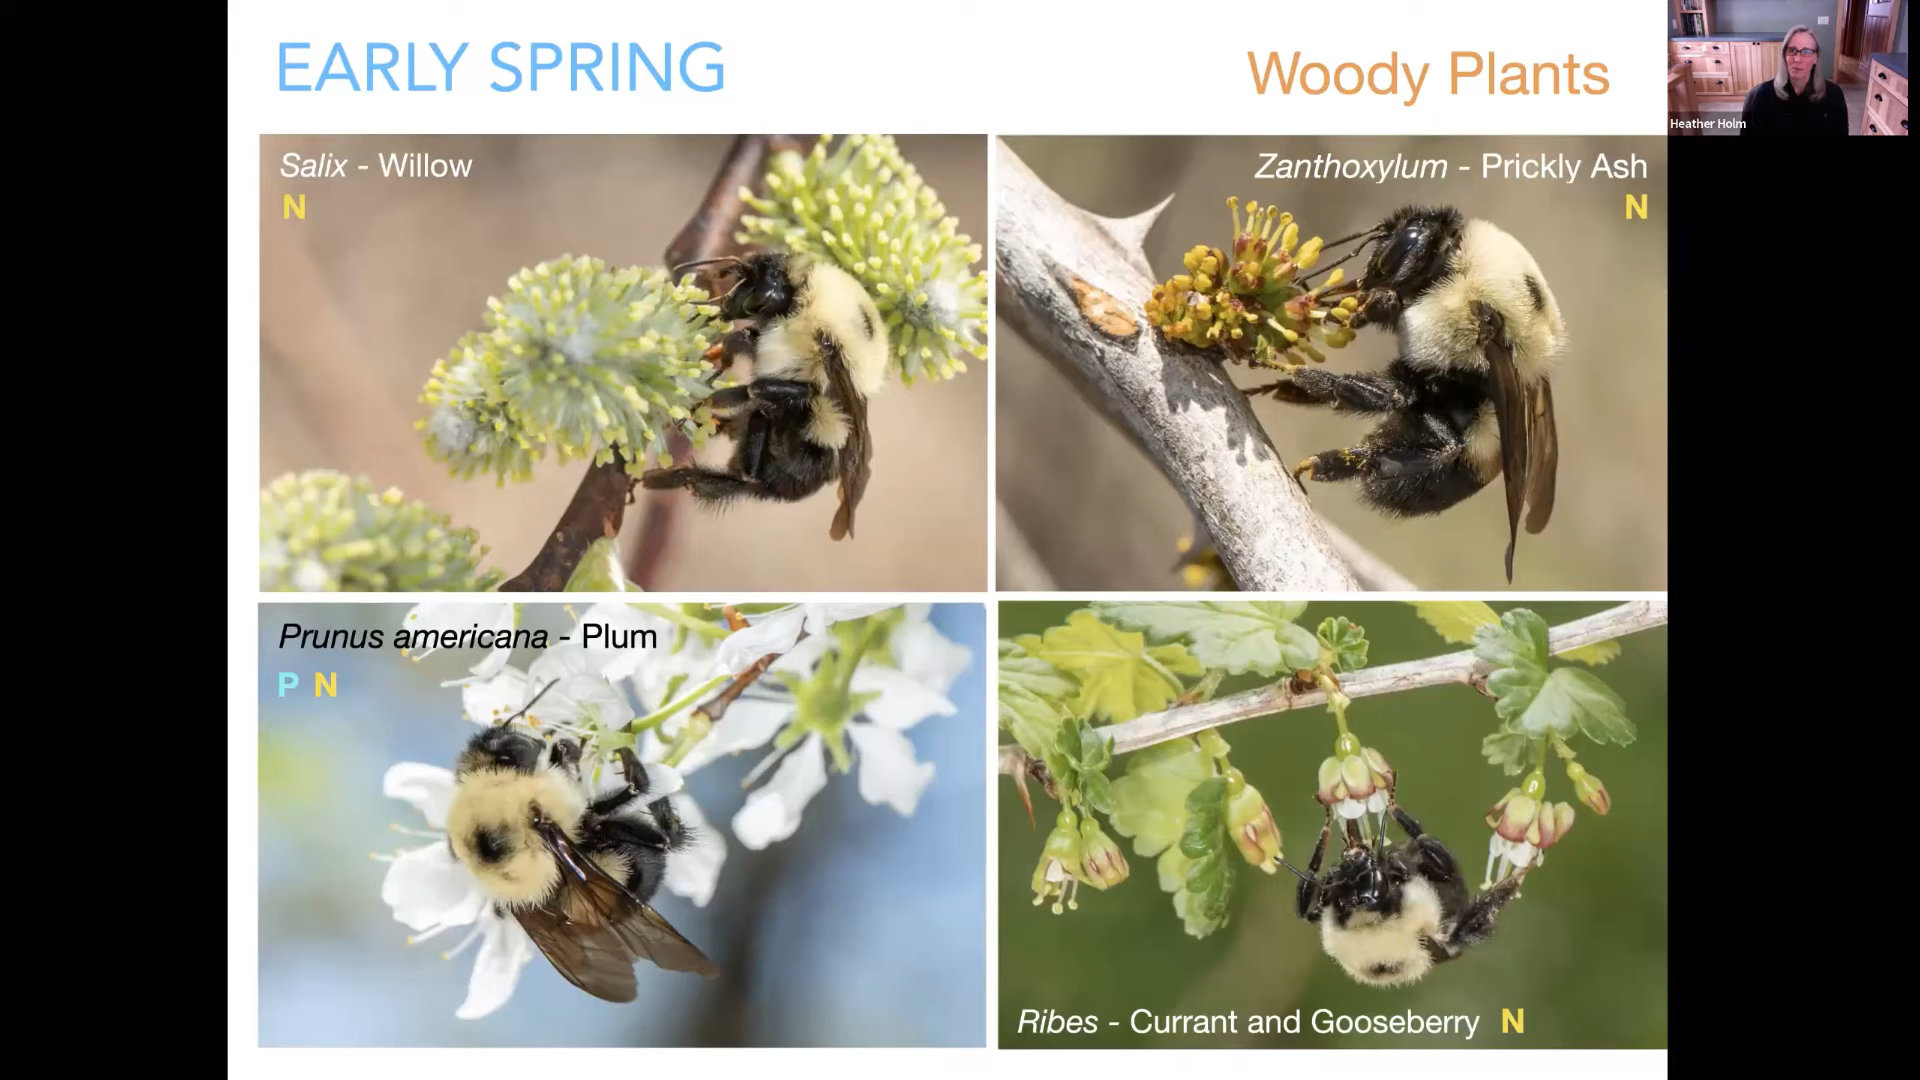 EARLY SPRING
Woody Plants
Heather Holm
Salix - Willow
N
Zanthoxylum - Prickly Ash
N
Prunus americana - Plum
P N
Ribes - Currant and Gooseberry N